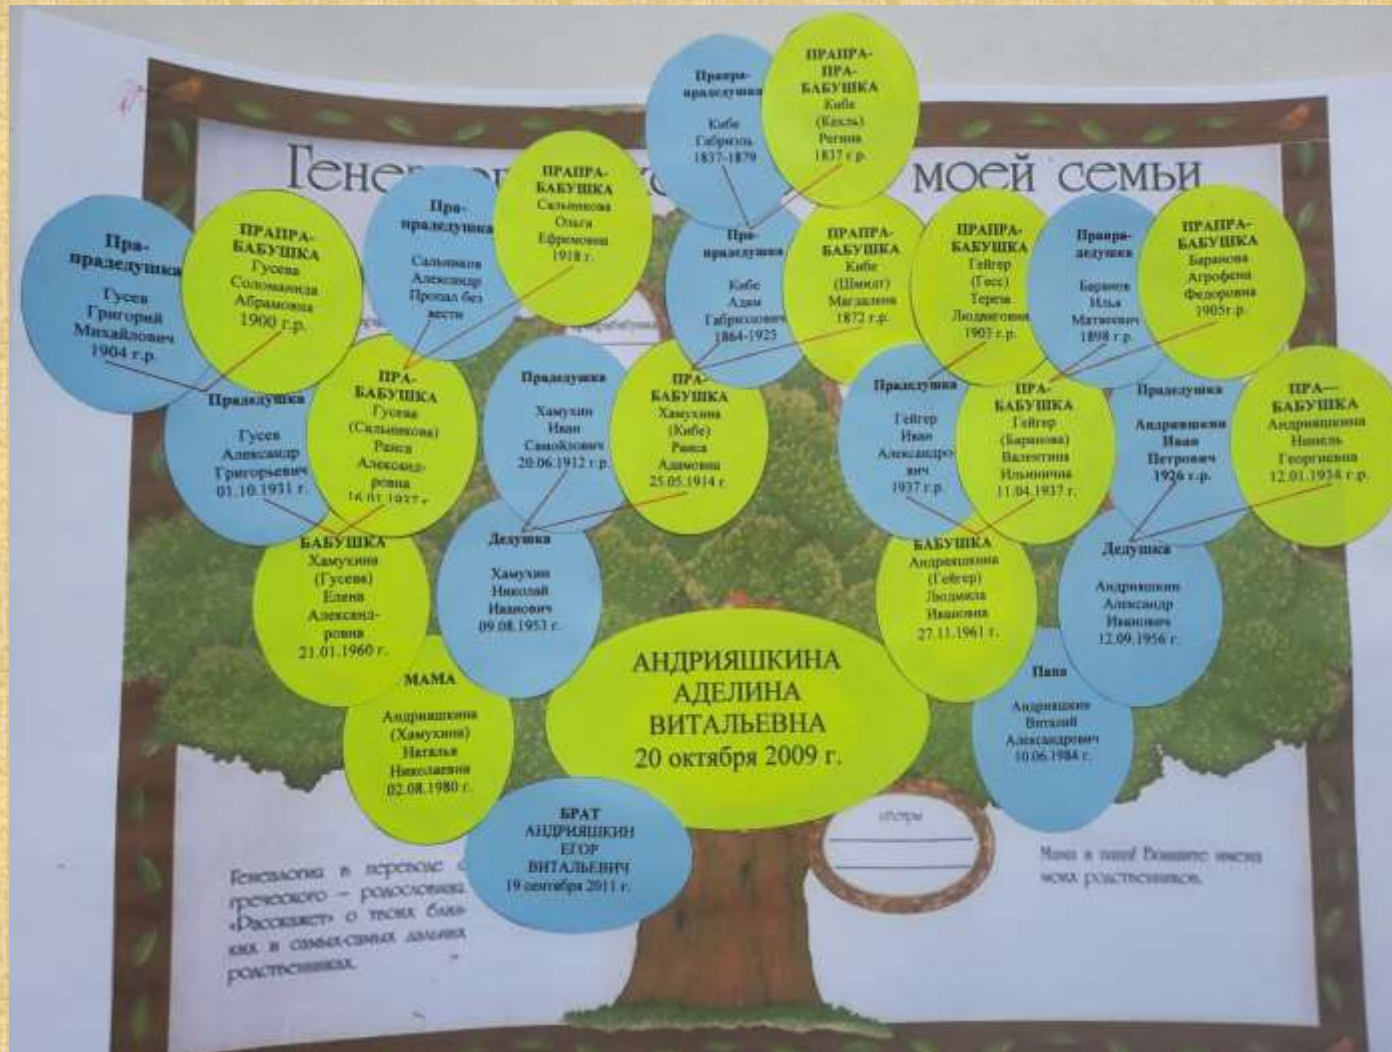 моей семьи
Прапра-
прадедушка
Кибе
Габриэль
1837-1879
ПРАПРА-
ПРА-
БАБУШКА
Кибе
(Кекль)
Регина
1837 г.р.
Пра-
прадедушка
Гусев
Григорий
Михайлович
1904 г.р.
ПРАПРА-
БАБУШКА
Гусева
Соломанида
Абрамовна
1900 г.р.
Пра-
прадедушка
Сальников
Александр
Пропал без
вести
ПРАПРА-
БАБУШКА
Сальникова
Ольга
Ефремовна
1918 г.
Пра-
прадедушка
Кибе
Адам
Габриэлович
1864-1925
ПРАПРА-
БАБУШКА
Кибе
(Шмидт)
Магдалена
1872 г.р.
ПРАПРА-
БАБУШКА
Гейгер
(Гесс)
Тереза
Людвиговна
1903 г.р.
Прапра-
дедушка
Баранов
Илья
Матвеевич
1898 г.р.
ПРАПРА-
БАБУШКА
Баранова
Агрофена
Федоровна
1905г.р.
Прадедушка
Гусев
Александр
Григорьевич
01.10.1931 г.
ПРА-
БАБУШКА
Гусева
(Сальникова)
Раиса
Александ-
ровна
16.01.1937 г
Прадедушка
Хамухин
Иван
Самойлович
20.06.1912 г.р.
ПРА-
БАБУШКА
Хамухина
(Кибе)
Раиса
Адамовна
25.05.1914 г.
Прадедушка
Гейгер
Иван
Александро-
вич
1937 г.р.
ПРА-
БАБУШКА
Гейгер
(Баранова)
Валентина
Ильинична
11.04.1937 г.
Прадедушка
Андрияшкин
Иван
Петрович
1926 г.р.
ПРА—
БАБУШКА
Андрияшкина
Нинель
Георгиевна
12.01.1934 г.р.
БАБУШКА
Хамухина
(Гусева)
Елена
Александ-
ровна
21.01.1960 г.
Дедушка
Хамухин
Николай
Иванович
09.08.1953 г.
БАБУШКА
Андрияшкина
(Гейгер)
Людмила
Ивановна
27.11.1961 г.
Дедушка
Андрияшкин
Александр
Иванович
12.09.1956 г.
МАМА
Андрияшкина
(Хамухина)
Наталья
Николаевна
02.08.1980 г.
АНДРИЯШКИНА
АДЕЛИНА
ВИТАЛЬЕВНА
20 октября 2009 г.
Папа
Андрияшкин
Виталий
Александрович
10.06.1984 г.
БРАТ
АНДРИЯШКИН
ЕГОР
ВИТАЛЬЕВИЧ
19 сентября 2011 г.
сёстры
Генеалогия в переводе с
греческого – родословная.
«Расскажет» о твоих близ-
ких и самых-самых дальних
родственниках.
Мама и папа! Впишите имена
моих родственников.